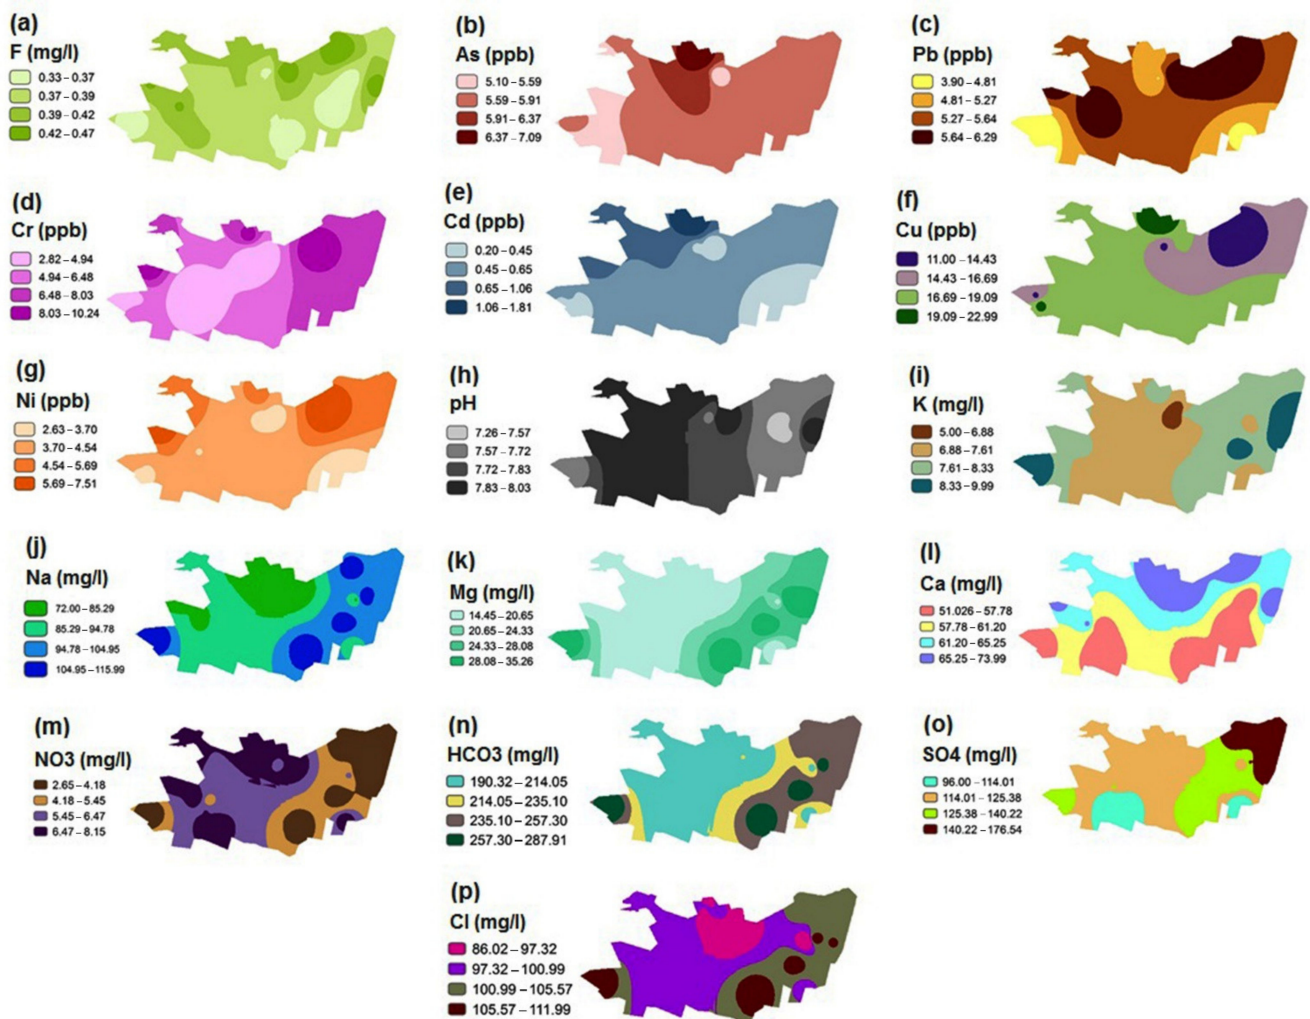 (a)
F (mg/l)
0.33 – 0.37
0.37 – 0.39
0.39 – 0.42
0.42 – 0.47
(b)
As (ppb)
5.10 – 5.59
5.59 – 5.91
5.91 – 6.37
6.37 – 7.09
(c)
Pb (ppb)
3.90 – 4.81
4.81 – 5.27
5.27 – 5.64
5.64 – 6.29
(d)
Cr (ppb)
2.82 – 4.94
4.94 – 6.48
6.48 – 8.03
8.03 – 10.24
(e)
Cd (ppb)
0.20 – 0.45
0.45 – 0.65
0.65 – 1.06
1.06 – 1.81
(f)
Cu (ppb)
11.00 – 14.43
14.43 – 16.69
16.69 – 19.09
19.09 – 22.99
(g)
Ni (ppb)
2.63 – 3.70
3.70 – 4.54
4.54 – 5.69
5.69 – 7.51
(h)
pH
7.26 – 7.57
7.57 – 7.72
7.72 – 7.83
7.83 – 8.03
(i)
K (mg/l)
5.00 – 6.88
6.88 – 7.61
7.61 – 8.33
8.33 – 9.99
(j)
Na (mg/l)
72.00 – 85.29
85.29 – 94.78
94.78 – 104.95
104.95 – 115.99
(k)
Mg (mg/l)
14.45 – 20.65
20.65 – 24.33
24.33 – 28.08
28.08 – 35.26
(l)
Ca (mg/l)
51.026 – 57.78
57.78 – 61.20
61.20 – 65.25
65.25 – 73.99
(m)
NO3 (mg/l)
2.65 – 4.18
4.18 – 5.45
5.45 – 6.47
6.47 – 8.15
(n)
HCO3 (mg/l)
190.32 – 214.05
214.05 – 235.10
235.10 – 257.30
257.30 – 287.91
(o)
SO4 (mg/l)
96.00 – 114.01
114.01 – 125.38
125.38 – 140.22
140.22 – 176.54
(p)
Cl (mg/l)
86.02 – 97.32
97.32 – 100.99
100.99 – 105.57
105.57 – 111.99